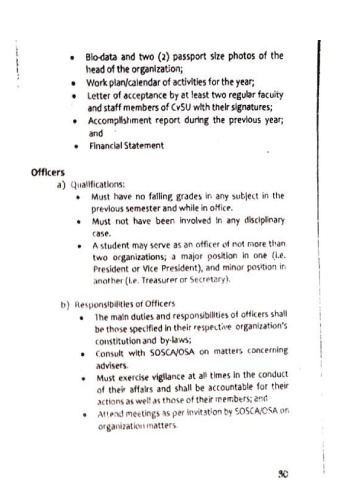 • Bio-data and two (2) passport size photos of the
head of the organization;
• Work plan/calendar of activities for the year;
• Letter of acceptance by at least two regular faculty
and staff members of CvSU with their signatures;
• Accomplishment report during the previous year;
and
• Financial Statement
Officers
a) Qualifications:
• Must have no failing grades in any subject in the
previous semester and while in office.
• Must not have been involved in any disciplinary
case.
• A student may serve as an officer of not more than
two organizations; a major position in one (i.e.
President or Vice President), and minor position in
another (i.e. Treasurer or Secretary).
b) Responsibilities of Officers
• The main duties and responsibilities of officers shall
be those specified in their respective organization's
constitution and by-laws;
• Consult with SOSCA/OSA on matters concerning
advisers.
• Must exercise vigilance at all times in the conduct
of their affairs and shall be accountable for their
actions as well as those of their members; and
• Attend meetings as per invitation by SOSCA/OSA on
organization matters.
30